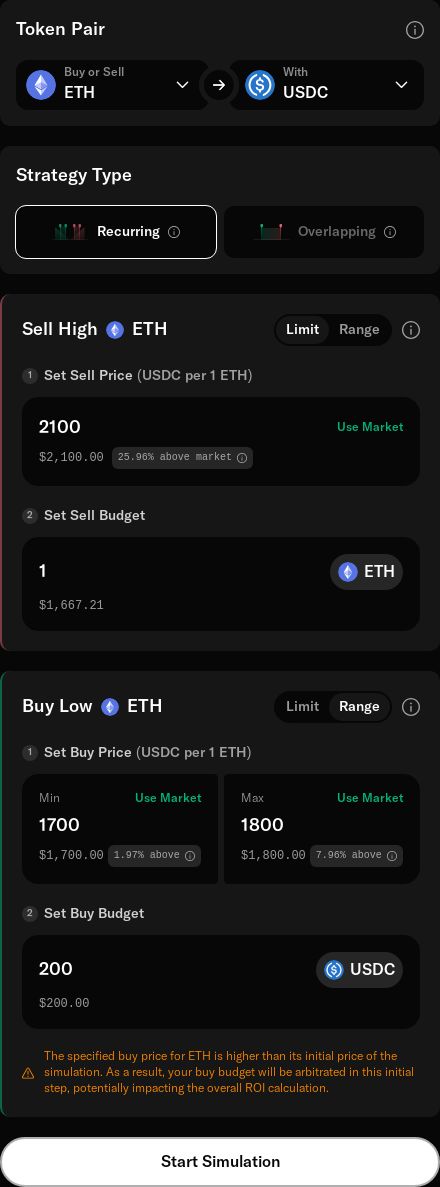 Token Pair
Buy or Sell
ETH
With
USDC
Strategy Type
Recurring
Overlapping
Sell High ETH
Limit
Range
1 Set Sell Price (USDC per 1 ETH)
2100
Use Market
$2,100.00
25.96% above market
2 Set Sell Budget
1
ETH
$1,667.21
Buy Low ETH
Limit
Range
1 Set Buy Price (USDC per 1 ETH)
Min
Use Market
1700
$1,700.00
1.97% above
Max
Use Market
1800
$1,800.00
7.96% above
2 Set Buy Budget
200
USDC
$200.00
The specified buy price for ETH is higher than its initial price of the
simulation. As a result, your buy budget will be arbitrated in this initial
step, potentially impacting the overall ROI calculation.
Start Simulation